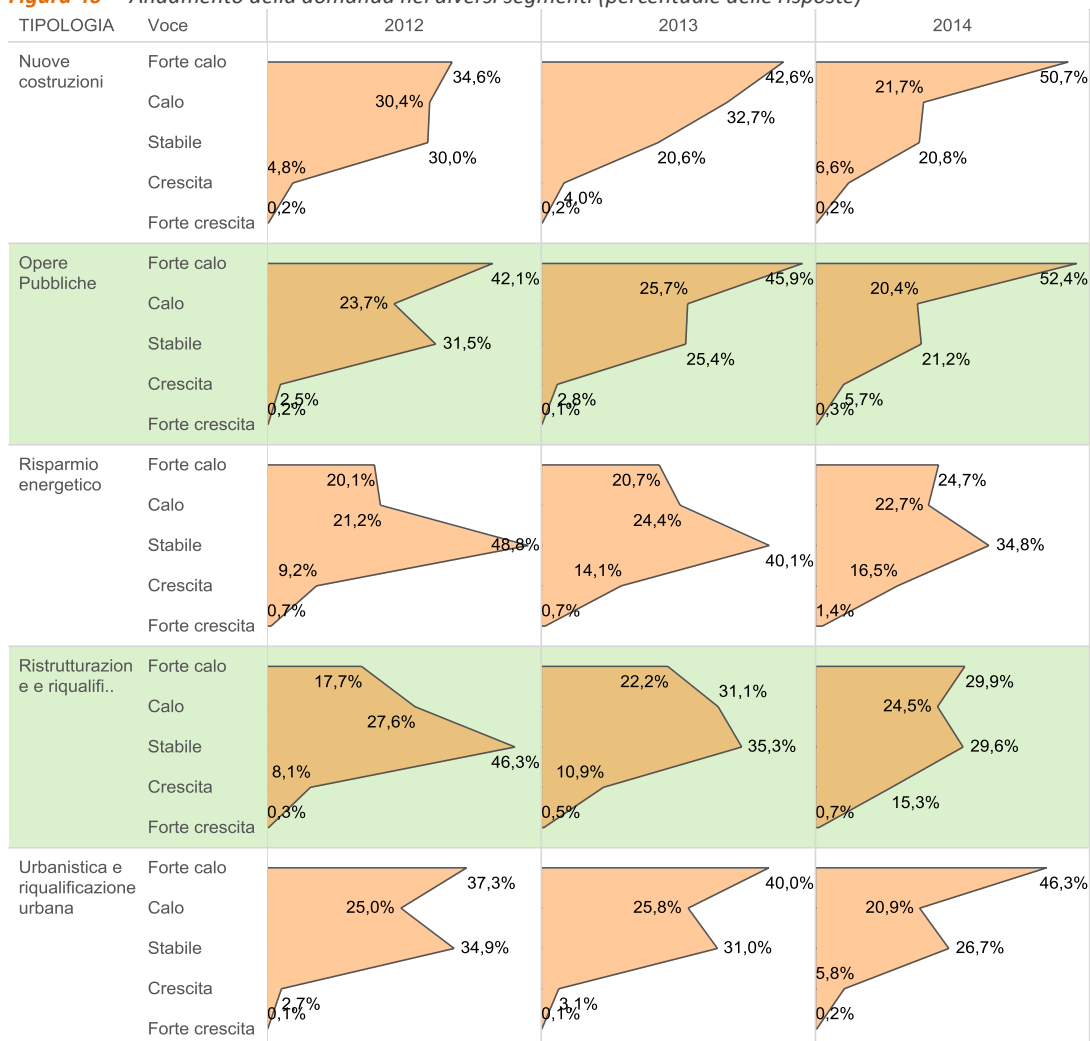 Andamento della domanda nei diversi segmenti (percentuale delle risposte)
TIPOLOGIA Voce 2012 2013 2014
Nuove costruzioni
Forte calo 34,6% 42,6% 50,7%
Calo 30,4% 32,7% 21,7%
Stabile 30,0% 20,6% 20,8%
Crescita 4,8% 4,0% 6,6%
Forte crescita 0,2% 0,2% 0,2%
Opere Pubbliche
Forte calo 42,1% 45,9% 52,4%
Calo 23,7% 25,7% 20,4%
Stabile 31,5% 25,4% 21,2%
Crescita 2,5% 2,8% 5,7%
Forte crescita 0,2% 0,1% 0,3%
Risparmio energetico
Forte calo 20,1% 20,7% 24,7%
Calo 21,2% 24,4% 22,7%
Stabile 48,8% 40,1% 34,8%
Crescita 9,2% 14,1% 16,5%
Forte crescita 0,7% 0,7% 1,4%
Ristrutturazion
e e riqualifi..
Forte calo 17,7% 22,2% 29,9%
Calo 27,6% 31,1% 24,5%
Stabile 46,3% 35,3% 29,6%
Crescita 8,1% 10,9% 15,3%
Forte crescita 0,3% 0,5% 0,7%
Urbanistica e
riqualificazione
urbana
Forte calo 37,3% 40,0% 46,3%
Calo 25,0% 25,8% 20,9%
Stabile 34,9% 31,0% 26,7%
Crescita 2,7% 3,1% 5,8%
Forte crescita 0,1% 0,1% 0,2%